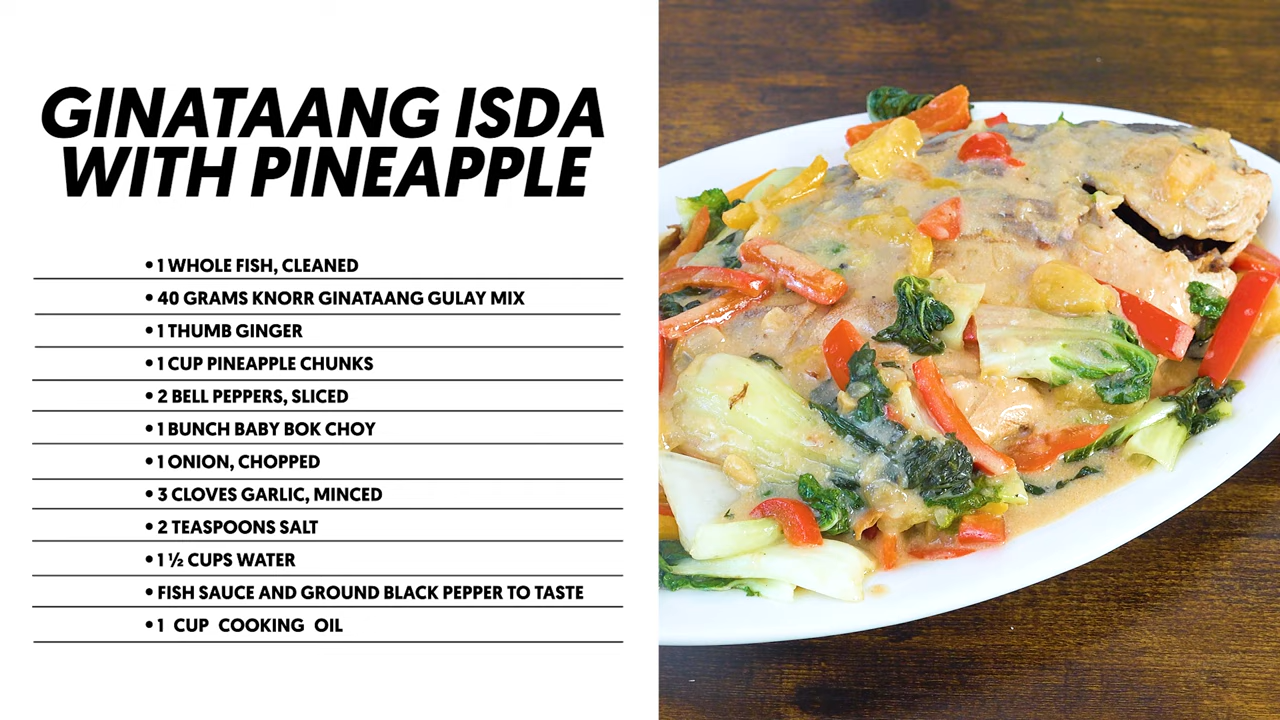 GINATAANG ISDA
WITH PINEAPPLE
• 1 WHOLE FISH, CLEANED
• 40 GRAMS KNORR GINATAANG GULAY MIX
• 1 THUMB GINGER
• 1 CUP PINEAPPLE CHUNKS
• 2 BELL PEPPERS, SLICED
• 1 BUNCH BABY BOK CHOY
• 1 ONION, CHOPPED
• 3 CLOVES GARLIC, MINCED
• 2 TEASPOONS SALT
• 1 ½ CUPS WATER
• FISH SAUCE AND GROUND BLACK PEPPER TO TASTE
• 1 CUP COOKING OIL